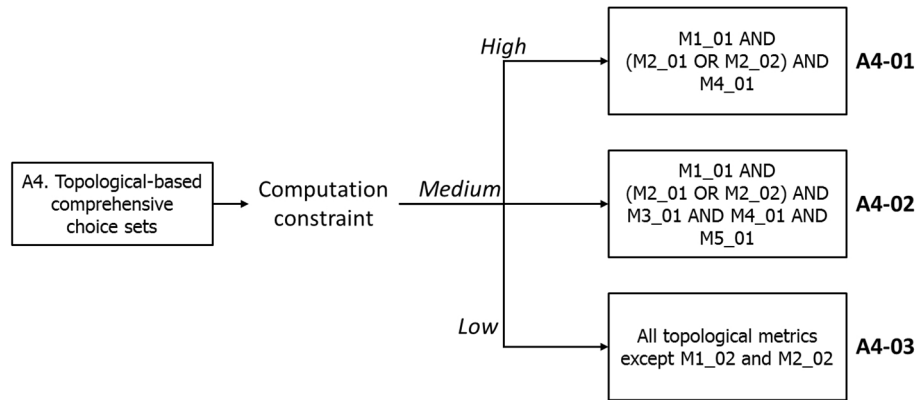 A4. Topological-based
comprehensive
choice sets
Computation
constraint
High
M1_01 AND
(M2_01 OR M2_02) AND
M4_01
A4-01
Medium
M1_01 AND
(M2_01 OR M2_02) AND
M3_01 AND M4_01 AND
M5_01
A4-02
Low
All topological metrics
except M1_02 and M2_02
A4-03